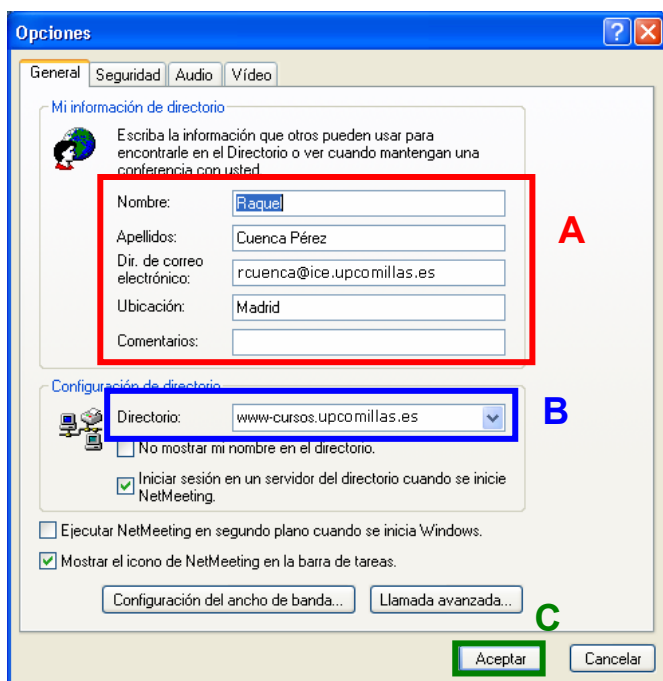 Opciones
General Seguridad Audio Vídeo
Mi información de directorio
Escriba la información que otros pueden usar para
encontrarle en el Directorio o ver cuando mantengan una
conferencia con usted.
Nombre: Raquel
A
Apellidos: Cuenca Pérez
Dir. de correo
electrónico: rcuenca@ice.upcomillas.es
Ubicación: Madrid
Comentarios:
Configuración de directorio
Directorio: www-cursos.upcomillas.es
B
No mostrar mi nombre en el directorio.
Iniciar sesión en un servidor del directorio cuando se inicie
NetMeeting.
Ejecutar NetMeeting en segundo plano cuando se inicia Windows.
Mostrar el icono de NetMeeting en la barra de tareas.
Configuración del ancho de banda... Llamada avanzada...
C
Aceptar Cancelar